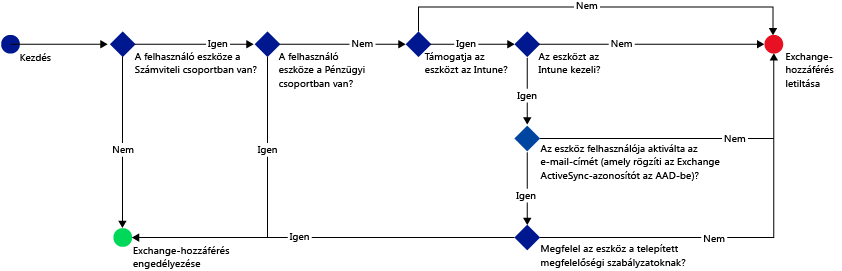 Nem
Igen
Nem
Igen
Nem
Kezdés
A felhasználó eszköze a
Számviteli csoportban van?
A felhasználó
eszköze a Pénzügyi
csoportban van?
Támogatja az
eszközt az Intune?
Az eszközt az
Intune kezeli?
Exchange-
hozzáférés
letiltása
Igen
Nem
Nem
Igen
Az eszköz felhasználója aktiválta az
e-mail-címét (amely rögzíti az Exchange
ActiveSync-azonosítót az AAD-be)?
Igen
Igen
Nem
Exchange-hozzáférés
engedélyezése
Megfelel az eszköz a telepített
megfelelőségi szabályzatoknak?